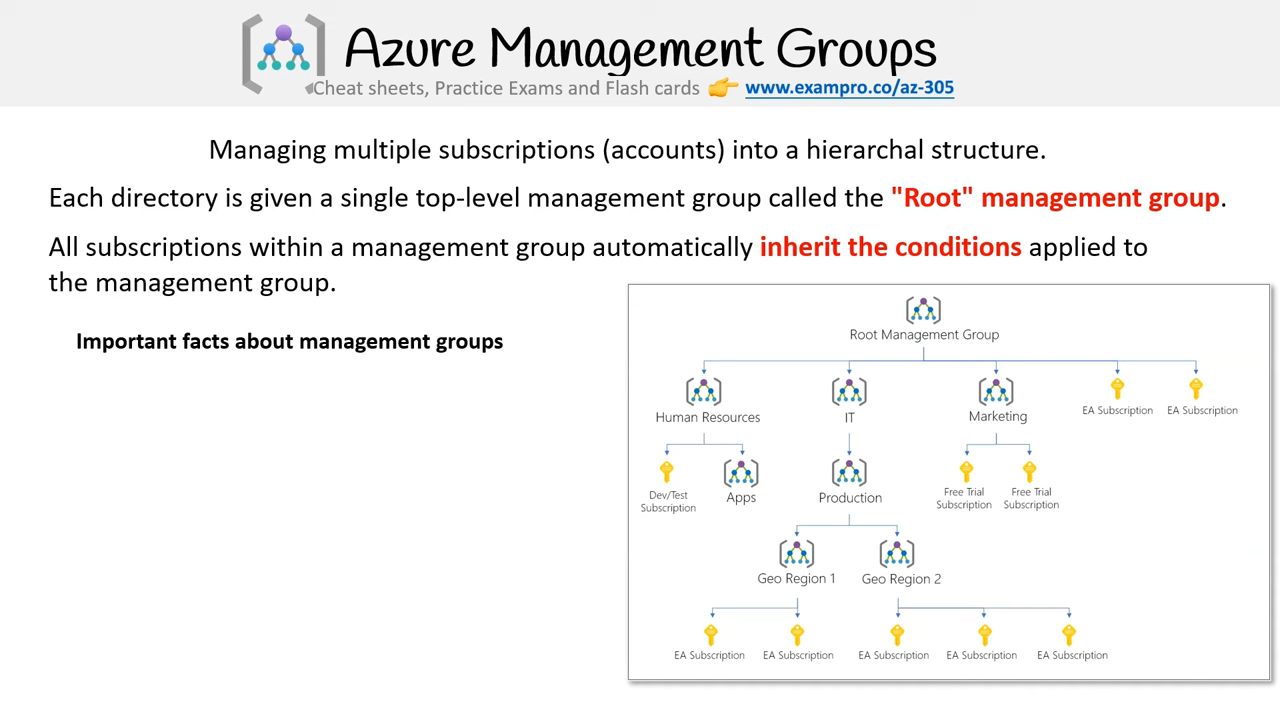 Azure Management Groups
Cheat sheets, Practice Exams and Flash cards 👉 www.exampro.co/az-305
Managing multiple subscriptions (accounts) into a hierarchal structure.
Each directory is given a single top-level management group called the "Root" management group.
All subscriptions within a management group automatically inherit the conditions applied to
the management group.
Important facts about management groups
Root Management Group
Human Resources
IT
Marketing
EA Subscription
EA Subscription
Dev/Test
Subscription
Apps
Production
Free Trial
Subscription
Free Trial
Subscription
Geo Region 1
Geo Region 2
EA Subscription
EA Subscription
EA Subscription
EA Subscription
EA Subscription